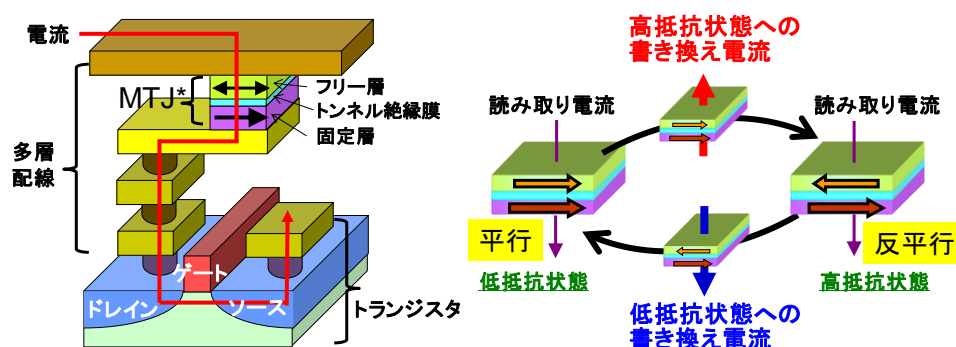 電流
MTJ*
フリー層
トンネル絶縁膜
固定層
多層
配線
ゲート
ドレイン
ソース
トランジスタ
高抵抗状態への
書き換え電流
読み取り電流
読み取り電流
平行
反平行
低抵抗状態
高抵抗状態
低抵抗状態への
書き換え電流